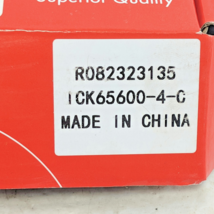 Superior Quality
R082323135
ICK65600-4-C
MADE IN CHINA